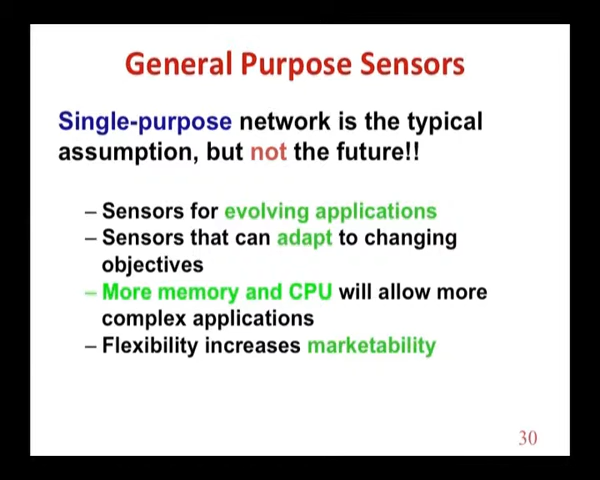 General Purpose Sensors
Single-purpose network is the typical
assumption, but not the future!!
– Sensors for evolving applications
– Sensors that can adapt to changing
objectives
– More memory and CPU will allow more
complex applications
– Flexibility increases marketability
30